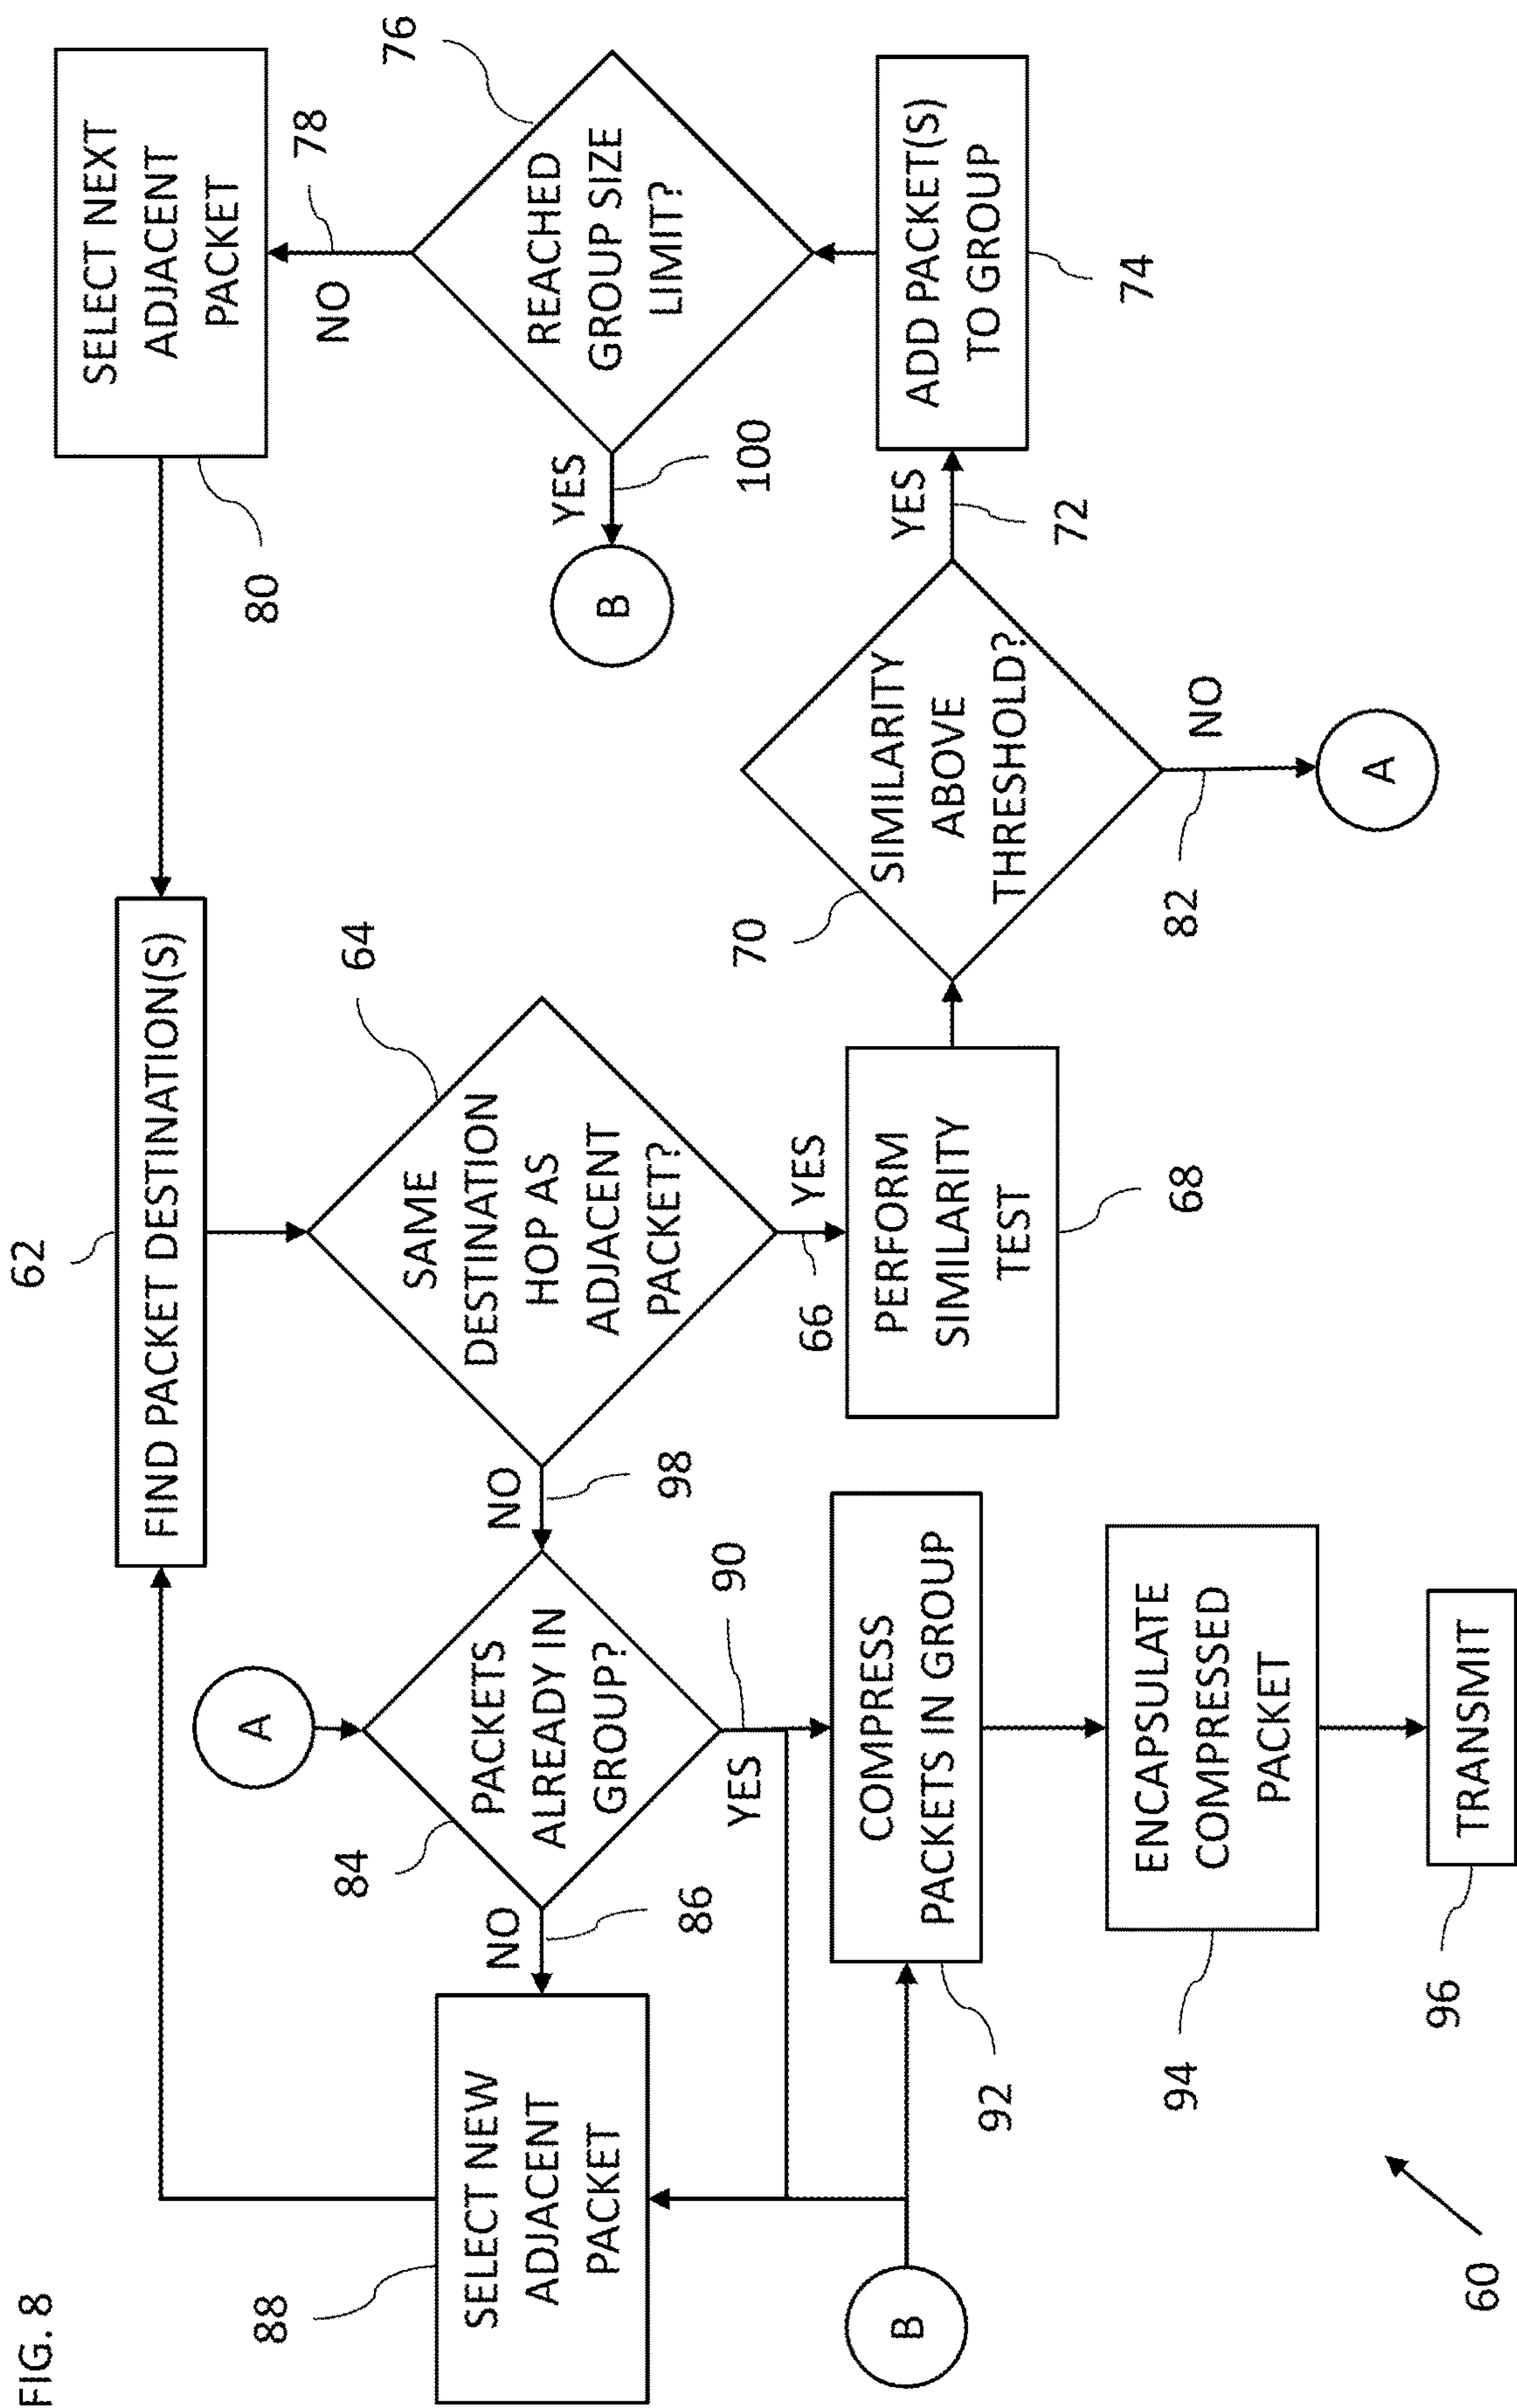 FIG. 8
62
FIND PACKET DESTINATION(S)
64
SAME
DESTINATION
HOP AS
ADJACENT
PACKET?
YES
66
PERFORM
SIMILARITY
TEST
68
70
SIMILARITY
ABOVE
THRESHOLD?
YES
72
NO
82
A
ADD PACKET(S)
TO GROUP
74
REACHED
GROUP SIZE
LIMIT?
76
YES
100
B
NO
78
SELECT NEXT
ADJACENT
PACKET
80
NO
98
A
PACKETS
ALREADY IN
GROUP?
84
NO
86
SELECT NEW
ADJACENT
PACKET
88
YES
90
B
COMPRESS
PACKETS IN GROUP
92
ENCAPSULATE
COMPRESSED
PACKET
94
TRANSMIT
96
60